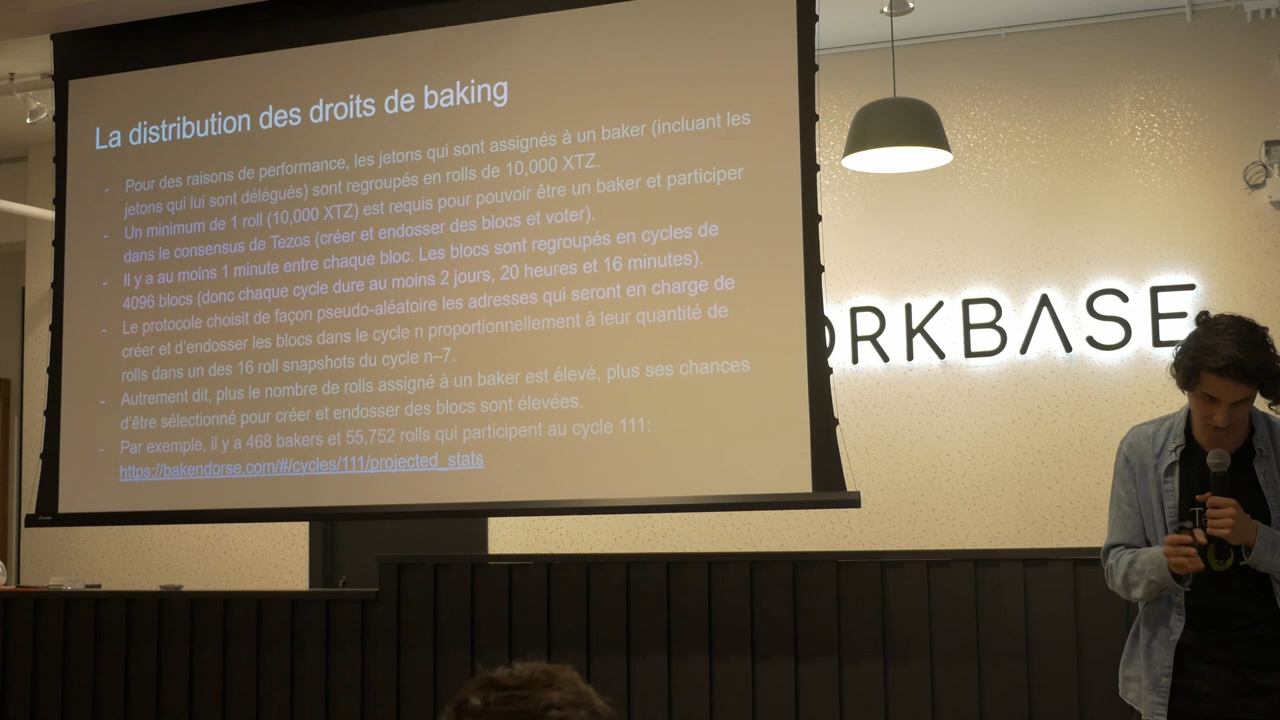 La distribution des droits de baking
- Pour des raisons de performance, les jetons qui sont assignés à un baker (incluant les
jetons qui lui sont délégués) sont regroupés en rolls de 10,000 XTZ.
- Un minimum de 1 roll (10,000 XTZ) est requis pour pouvoir être un baker et participer
dans le consensus de Tezos (créer et endosser des blocs et voter).
- Il y a au moins 1 minute entre chaque bloc. Les blocs sont regroupés en cycles de
4096 blocs (donc chaque cycle dure au moins 2 jours, 20 heures et 16 minutes).
- Le protocole choisit de façon pseudo-aléatoire les adresses qui seront en charge de
créer et d'endosser les blocs dans le cycle n proportionnellement à leur quantité de
rolls dans un des 16 roll snapshots du cycle n–7.
- Autrement dit, plus le nombre de rolls assigné à un baker est élevé, plus ses chances
d'être sélectionné pour créer et endosser des blocs sont élevées.
- Par exemple, il y a 468 bakers et 55,752 rolls qui participent au cycle 111:
https://bakendorse.com/#/cycles/111/projected_stats
ORKBASE